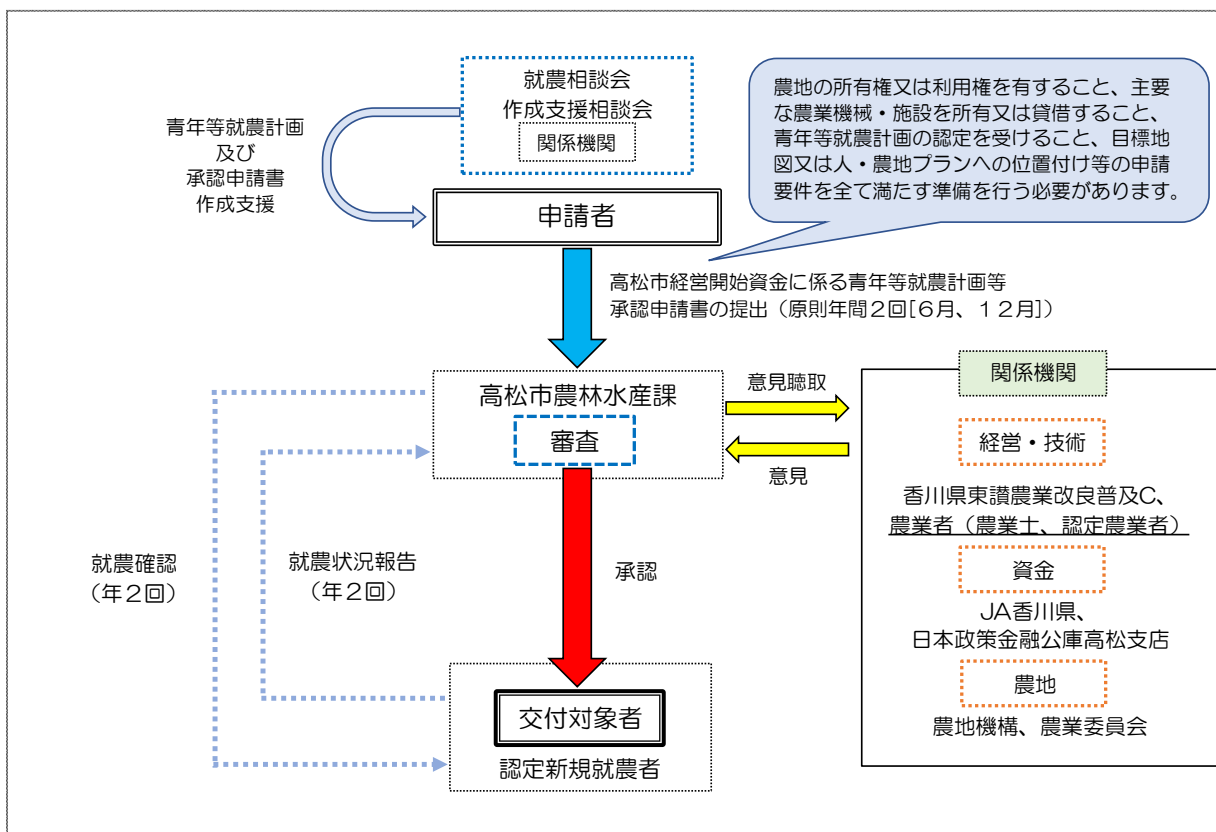 就農相談会
作成支援相談会
関係機関
青年等就農計画
及び
承認申請書
作成支援
農地の所有権又は利用権を有すること、主要
な農業機械・施設を所有又は貸借すること、
青年等就農計画の認定を受けること、目標地
図又は人・農地プランへの位置付け等の申請
要件を全て満たす準備を行う必要があります。
申請者
高松市経営開始資金に係る青年等就農計画等
承認申請書の提出（原則年間２回[６月、１２月]）
高松市農林水産課
審査
意見聴取
意見
関係機関
経営・技術
香川県東讃農業改良普及C、
農業者（農業士、認定農業者）
資金
JA香川県、
日本政策金融公庫高松支店
農地
農地機構、農業委員会
就農確認
（年２回）
就農状況報告
（年２回）
承認
交付対象者
認定新規就農者